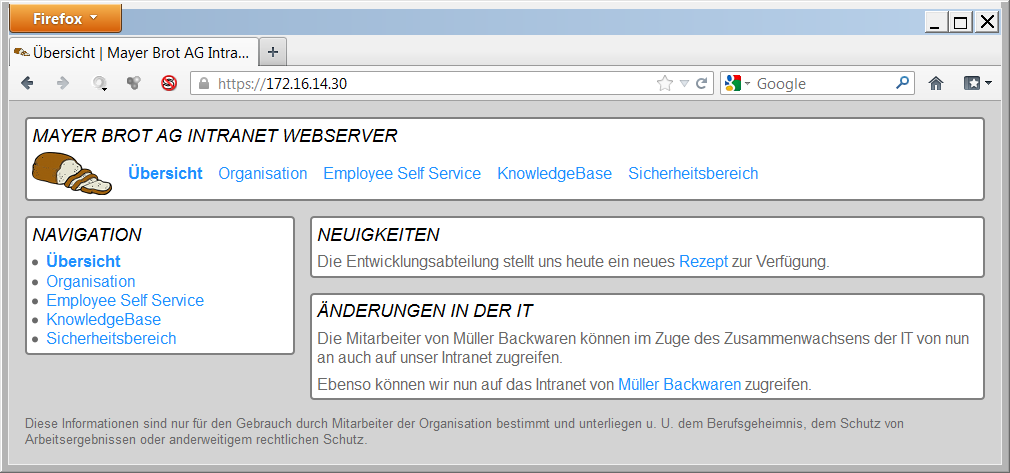 Firefox
Übersicht | Mayer Brot AG Intra...
https://172.16.14.30
Google
MAYER BROT AG INTRANET WEBSERVER
Übersicht Organisation Employee Self Service KnowledgeBase Sicherheitsbereich
NAVIGATION
Übersicht
Organisation
Employee Self Service
KnowledgeBase
Sicherheitsbereich
NEUIGKEITEN
Die Entwicklungsabteilung stellt uns heute ein neues Rezept zur Verfügung.
ÄNDERUNGEN IN DER IT
Die Mitarbeiter von Müller Backwaren können im Zuge des Zusammenwachsens der IT von nun
an auch auf unser Intranet zugreifen.
Ebenso können wir nun auf das Intranet von Müller Backwaren zugreifen.
Diese Informationen sind nur für den Gebrauch durch Mitarbeiter der Organisation bestimmt und unterliegen u. U. dem Berufsgeheimnis, dem Schutz von
Arbeitsergebnissen oder anderweitigem rechtlichen Schutz.